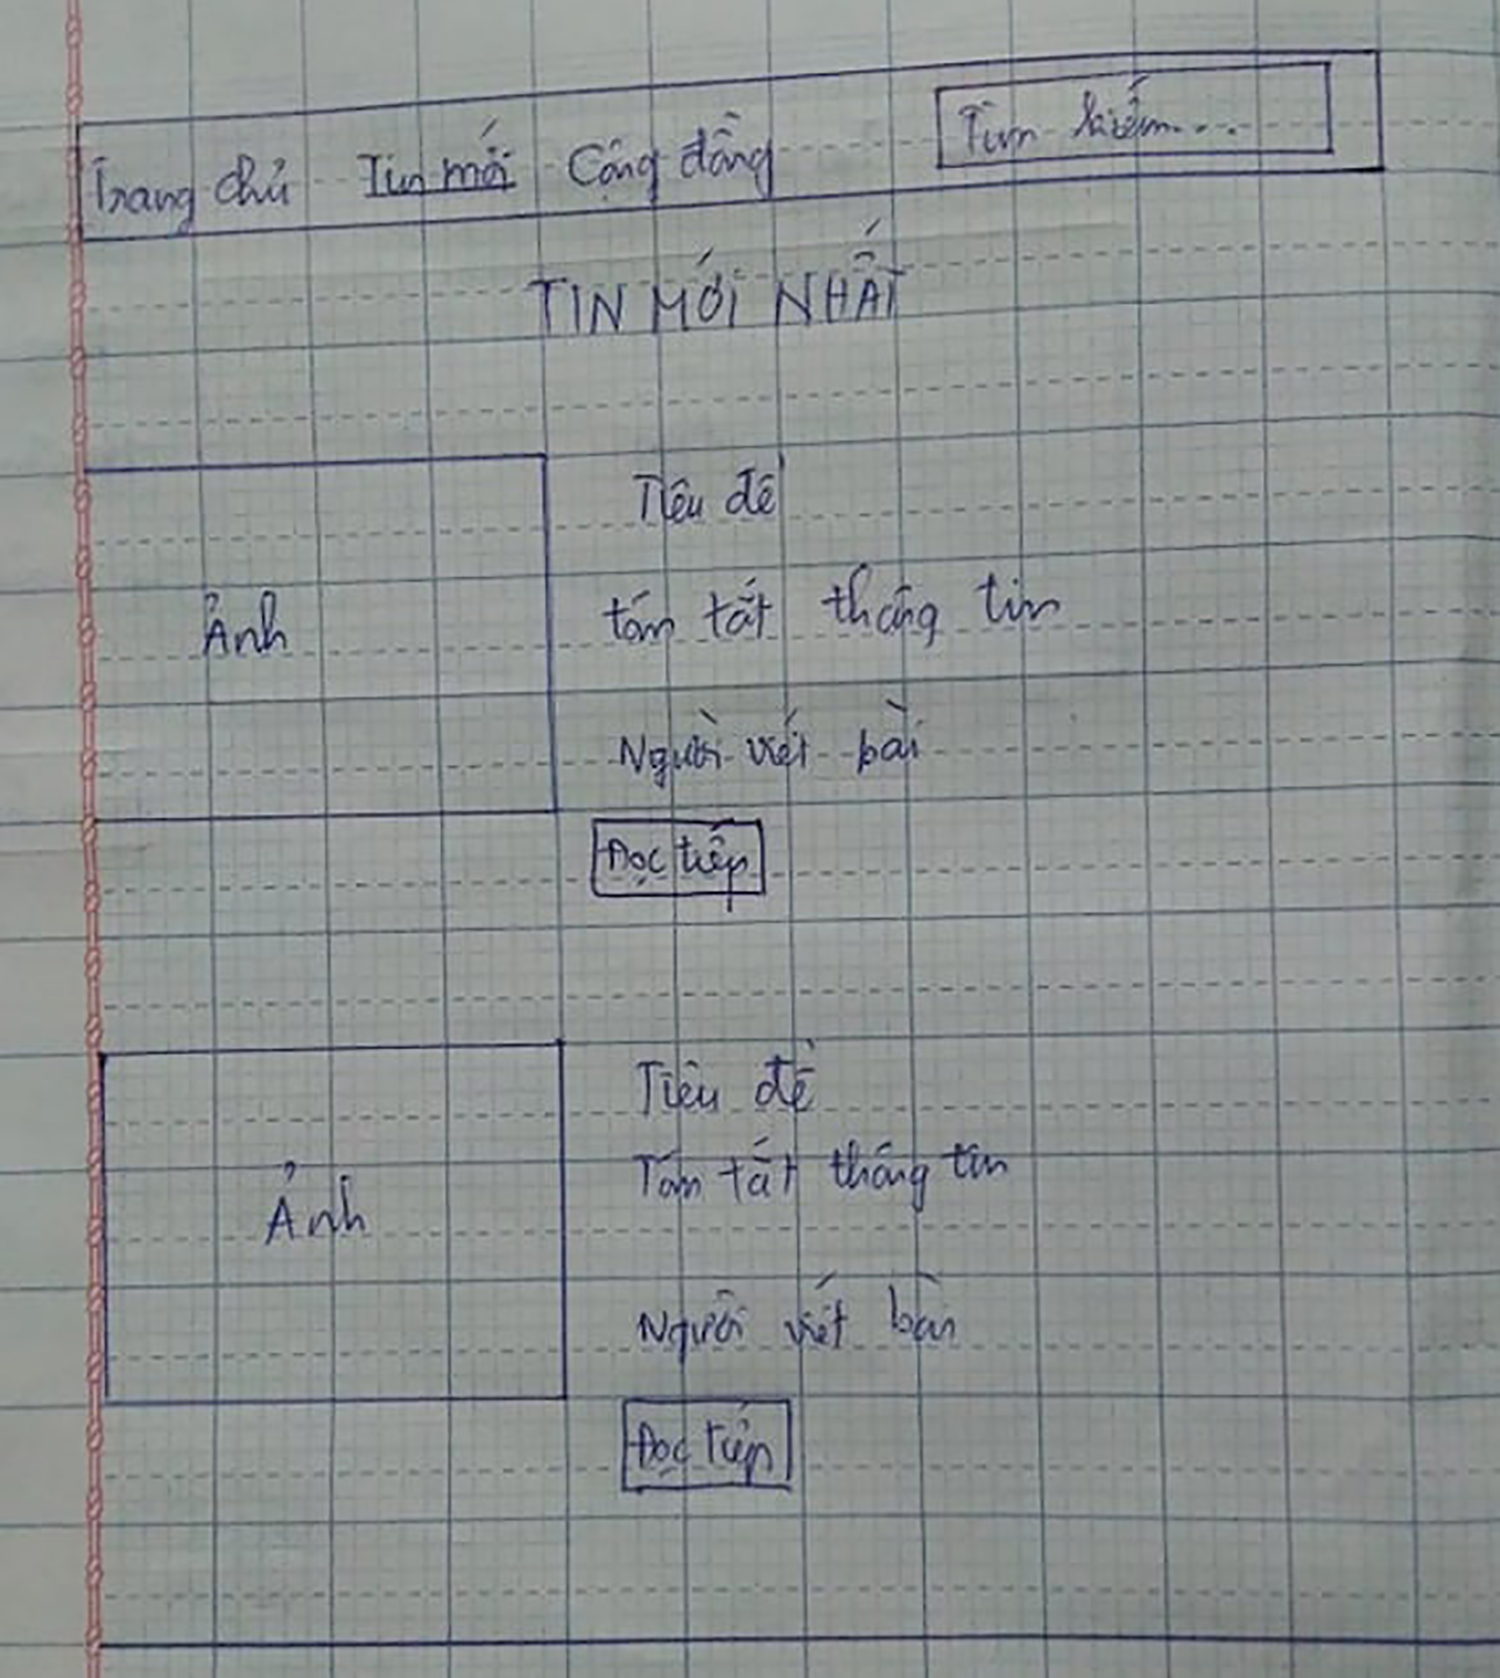 Trang chủ Tin mới Cộng đồng Tìm kiếm...
TIN MỚI NHẤT
Tiêu đề
Ảnh
tóm tắt thông tin
Người viết bài
Đọc tiếp
Tiêu đề
Tóm tắt thông tin
Ảnh
Người viết bài
Đọc tiếp